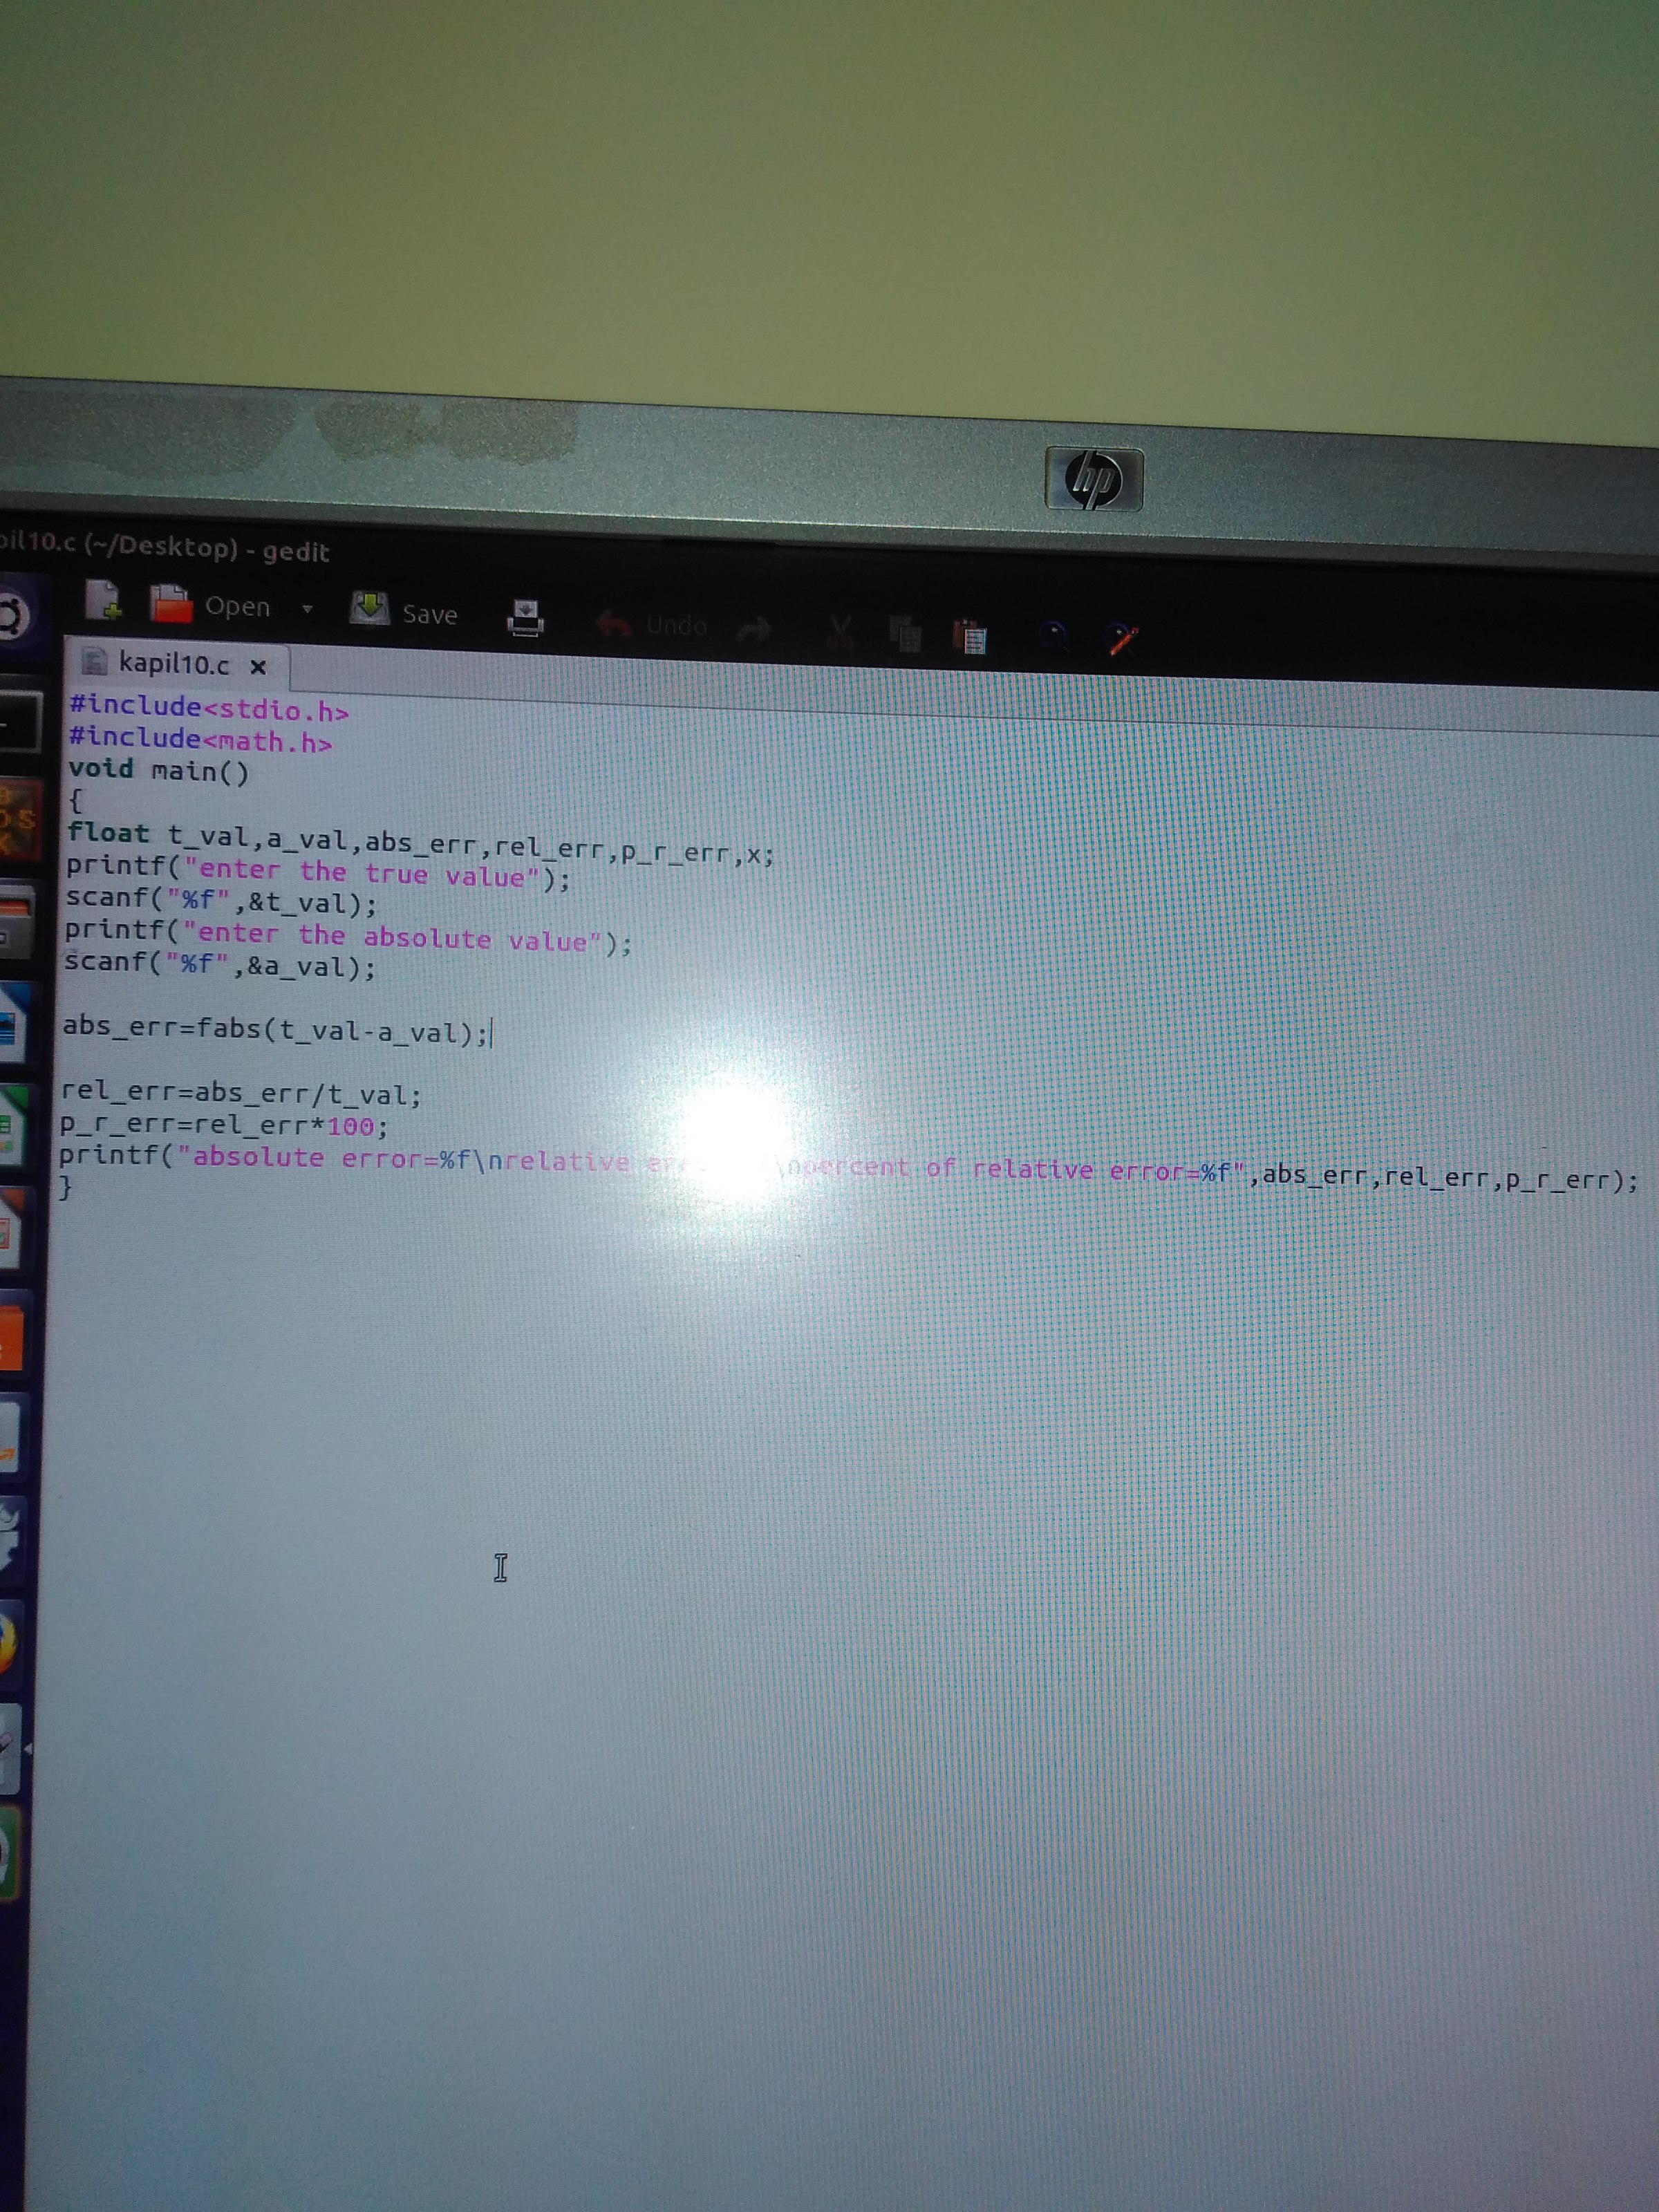 hp
pil10.c (~/Desktop) - gedit
Open Save Undo
kapil10.c x
#include<stdio.h>
#include<math.h>
void main()
{
float t_val,a_val,abs_err,rel_err,p_r_err,x;
printf("enter the true value");
scanf("%f",&t_val);
printf("enter the absolute value");
scanf("%f",&a_val);
abs_err=fabs(t_val-a_val);
rel_err=abs_err/t_val;
p_r_err=rel_err*100;
printf("absolute error=%f\nrelative \npercent of relative error=%f",abs_err,rel_err,p_r_err);
}